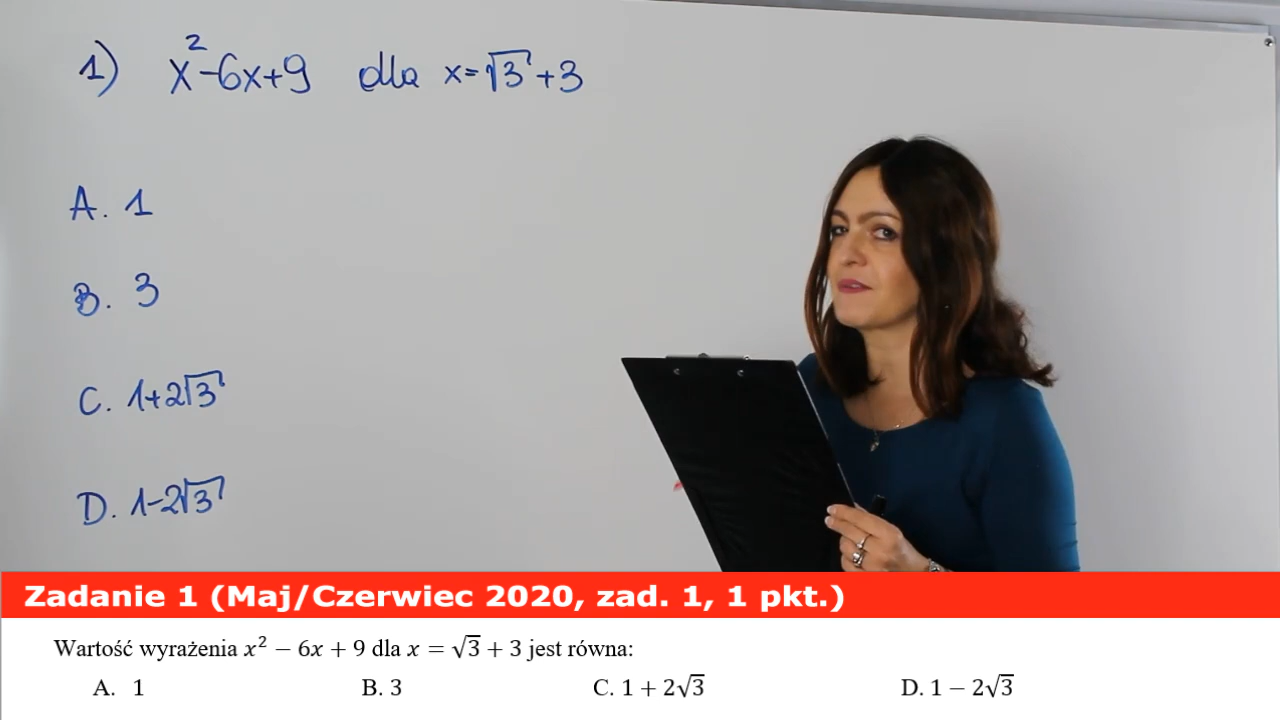 1) x²-6x+9 dla x=√3+3
A. 1
B. 3
C. 1+2√3
D. 1-2√3
Zadanie 1 (Maj/Czerwiec 2020, zad. 1, 1 pkt.)
Wartość wyrażenia x² − 6x + 9 dla x = √3 + 3 jest równa:
A. 1 B. 3 C. 1 + 2√3 D. 1 − 2√3